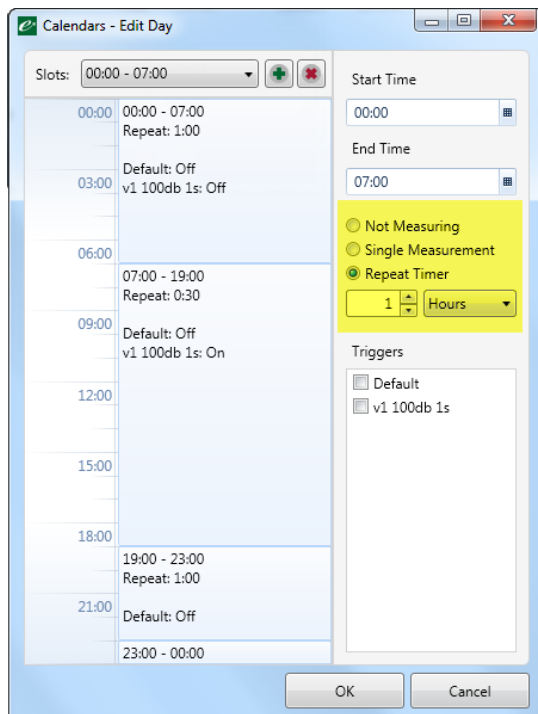 Calendars - Edit Day
Slots:
00:00 - 07:00
00:00
00:00 - 07:00
Repeat: 1:00
Default: Off
03:00
v1 100db 1s: Off
06:00
07:00 - 19:00
Repeat: 0:30
09:00
Default: Off
v1 100db 1s: On
12:00
15:00
18:00
19:00 - 23:00
Repeat: 1:00
21:00
Default: Off
23:00 - 00:00
Start Time
00:00
End Time
07:00
Not Measuring
Single Measurement
Repeat Timer
1 Hours
Triggers
Default
v1 100db 1s
OK
Cancel